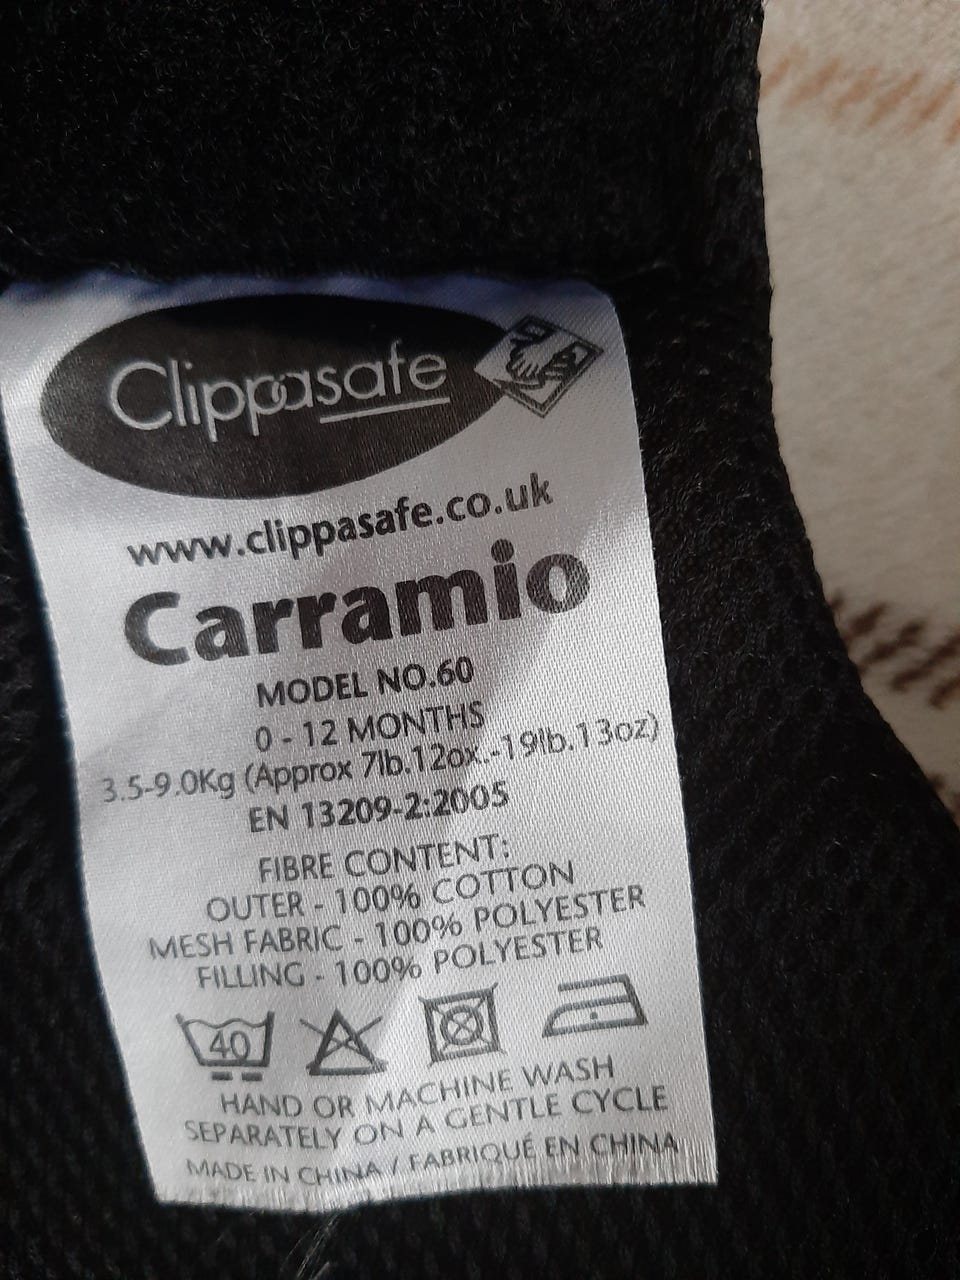 Clippasafe
www.clippasafe.co.uk
Carramio
MODEL NO.60
0 - 12 MONTHS
3.5-9.0Kg (Approx 7lb.12ox.-19lb.13oz)
EN 13209-2:2005
FIBRE CONTENT:
OUTER - 100% COTTON
MESH FABRIC - 100% POLYESTER
FILLING - 100% POLYESTER
40
HAND OR MACHINE WASH
SEPARATELY ON A GENTLE CYCLE
MADE IN CHINA / FABRIQUÉ EN CHINA